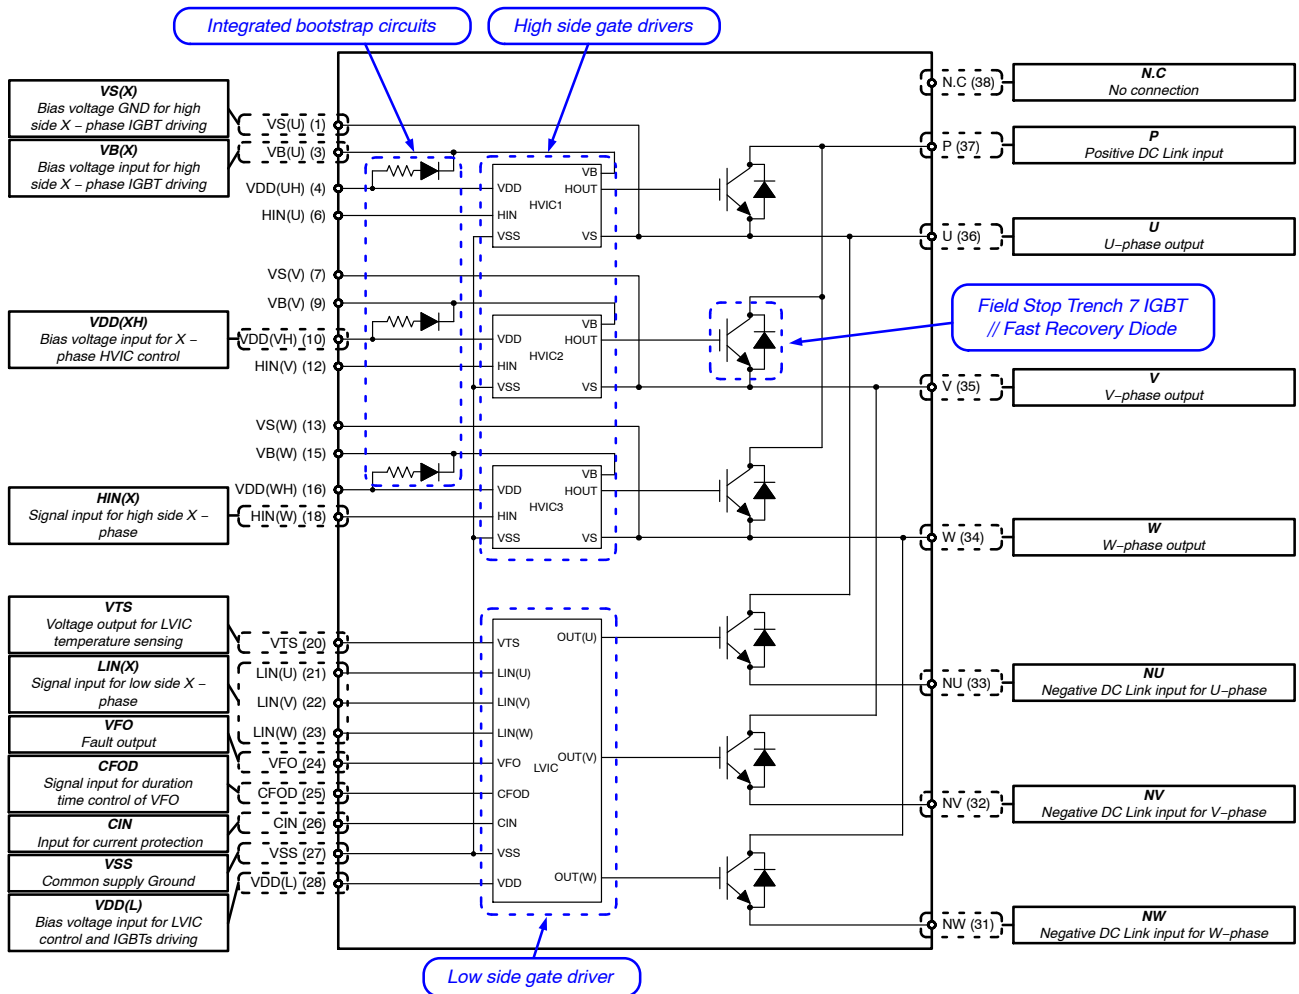 Integrated bootstrap circuits
High side gate drivers
VS(X)
Bias voltage GND for high
side X – phase IGBT driving
VB(X)
Bias voltage input for high
side X – phase IGBT driving
VDD(XH)
Bias voltage input for X –
phase HVIC control
HIN(X)
Signal input for high side X –
phase
VTS
Voltage output for LVIC
temperature sensing
LIN(X)
Signal input for low side X –
phase
VFO
Fault output
CFOD
Signal input for duration
time control of VFO
CIN
Input for current protection
VSS
Common supply Ground
VDD(L)
Bias voltage input for LVIC
control and IGBTs driving
VS(U) (1)
VB(U) (3)
VDD(UH) (4)
HIN(U) (6)
VS(V) (7)
VB(V) (9)
VDD(VH) (10)
HIN(V) (12)
VS(W) (13)
VB(W) (15)
VDD(WH) (16)
HIN(W) (18)
VTS (20)
LIN(U) (21)
LIN(V) (22)
LIN(W) (23)
VFO (24)
CFOD (25)
CIN (26)
VSS (27)
VDD(L) (28)
VB
VDD
HOUT
HVIC1
HIN
VSS
VS
VB
VDD
HOUT
HVIC2
HIN
VSS
VS
VB
VDD
HOUT
HVIC3
HIN
VSS
VS
VTS
OUT(U)
LIN(U)
LIN(V)
LIN(W)
VFO
OUT(V)
LVIC
CFOD
CIN
VSS
OUT(W)
VDD
Low side gate driver
Field Stop Trench 7 IGBT
// Fast Recovery Diode
N.C (38)
P (37)
U (36)
V (35)
W (34)
NU (33)
NV (32)
NW (31)
N.C
No connection
P
Positive DC Link input
U
U–phase output
V
V–phase output
W
W–phase output
NU
Negative DC Link input for U–phase
NV
Negative DC Link input for V–phase
NW
Negative DC Link input for W–phase